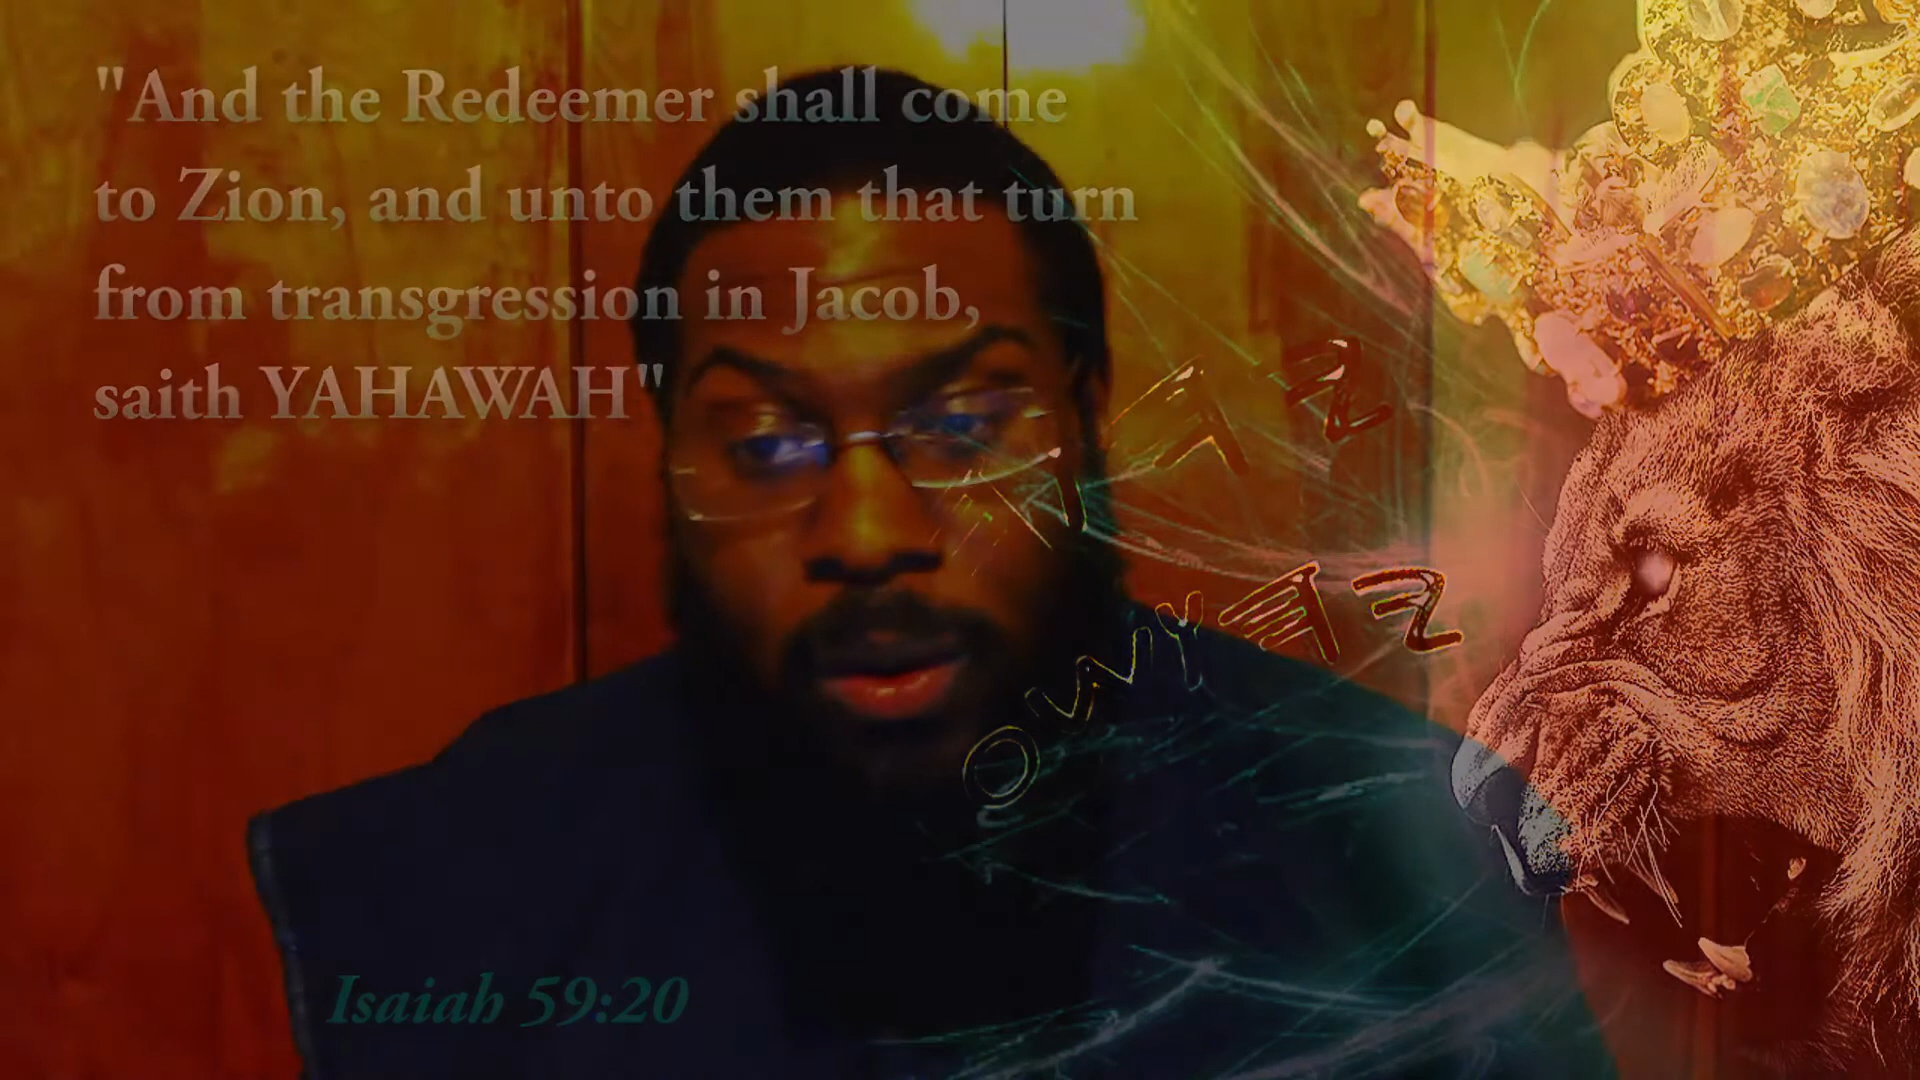 "And the Redeemer shall come
to Zion, and unto them that turn
from transgression in Jacob,
saith YAHAWAH"
𐤉𐤄𐤅𐤔𐤏
Isaiah 59:20